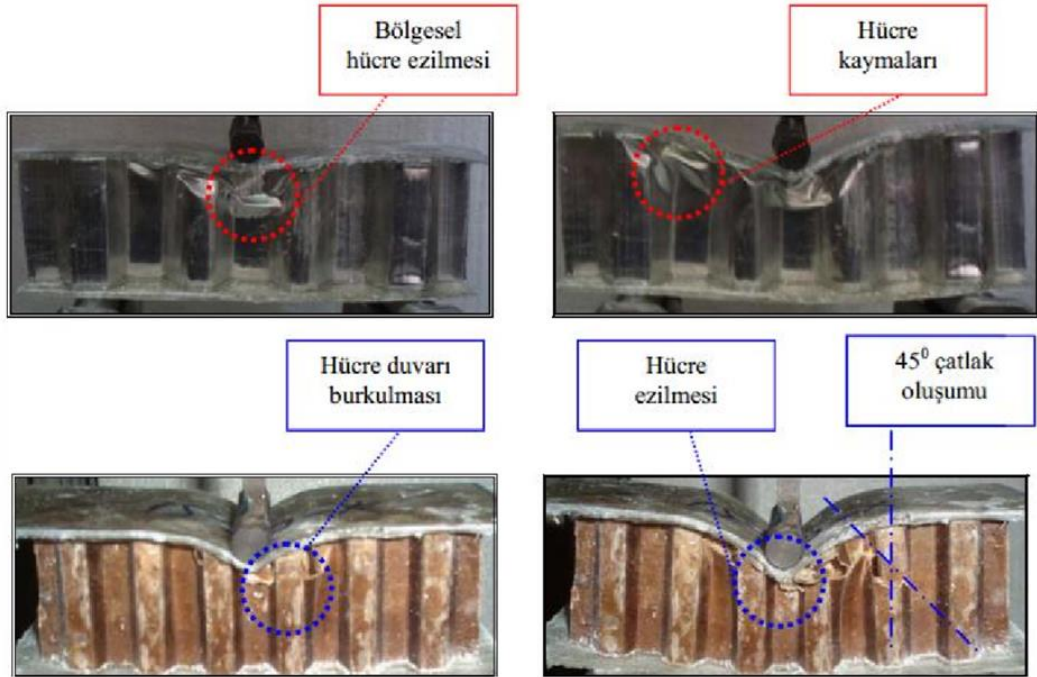 Bölgesel
hücre ezilmesi
Hücre
kaymaları
Hücre duvarı
burkulması
Hücre
ezilmesi
45⁰ çatlak
oluşumu